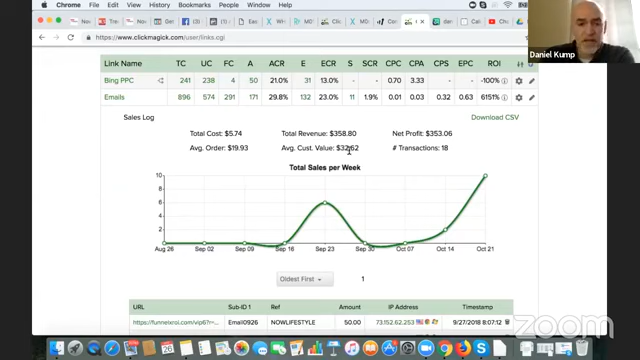 Chrome File Edit View History Bookmarks People Window Help
https://www.clickmagick.com/user/links.cgi
Daniel Kump
Link Name TC UC FC A ACR E ECR S SCR CPC CPA CPS EPC ROI
Bing PPC 241 238 4 50 21.0% 31 13.0% - - 0.70 3.33 - - -100%
Emails 896 574 291 171 29.8% 132 23.0% 11 1.9% 0.01 0.03 0.32 0.63 6151%
Sales Log Download CSV
Total Cost: $5.74 Total Revenue: $358.80 Net Profit: $353.06
Avg. Order: $19.93 Avg. Cust. Value: $32.62 # Transactions: 18
Total Sales per Week
10
8
6
4
2
Aug 26 Sep 02 Sep 09 Sep 16 Sep 23 Sep 30 Oct 07 Oct 14 Oct 21
Oldest First 1
URL Sub-ID 1 Ref Amount IP Address Timestamp
https://funnelxroi.com/vip6?r=... Email0926 NOWLIFESTYLE 50.00 73.152.62.253 9/27/2018 8:07:12
zoom